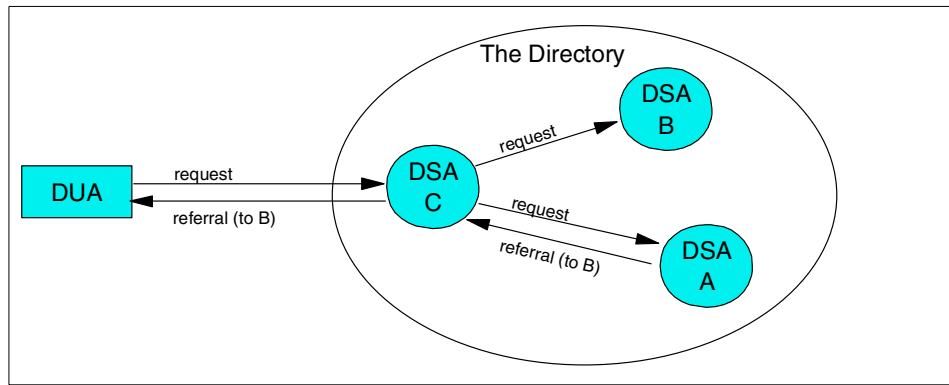 The Directory
DSA
B
request
DUA
request
referral (to B)
DSA
C
request
referral (to B)
DSA
A